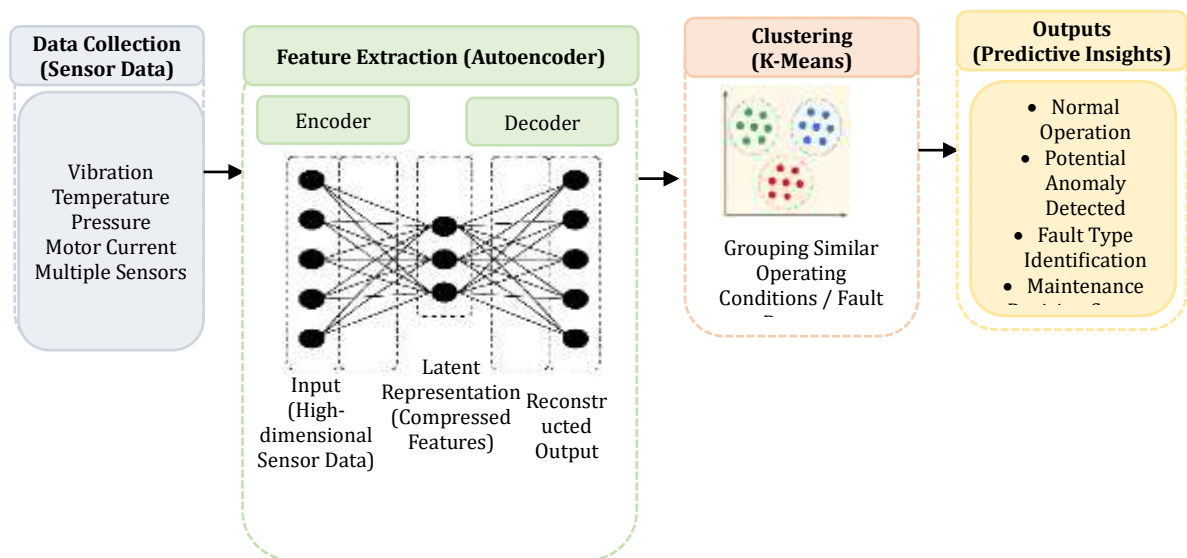 Data Collection
(Sensor Data)
Vibration
Temperature
Pressure
Motor Current
Multiple Sensors
Feature Extraction (Autoencoder)
Encoder
Decoder
Input
(High-
dimensional
Sensor Data)
Latent
Representation
(Compressed
Features)
Reconstr
ucted
Output
Clustering
(K-Means)
Grouping Similar
Operating
Conditions / Fault
Outputs
(Predictive Insights)
• Normal
Operation
• Potential
Anomaly
Detected
• Fault Type
Identification
• Maintenance